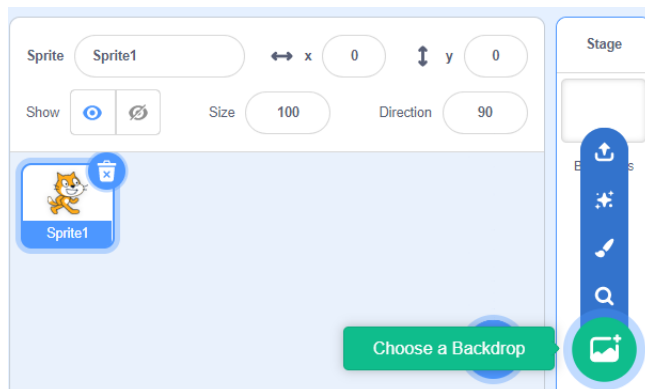 Sprite Sprite1 x 0 y 0
Stage
Show Size 100 Direction 90
Sprite1
Choose a Backdrop